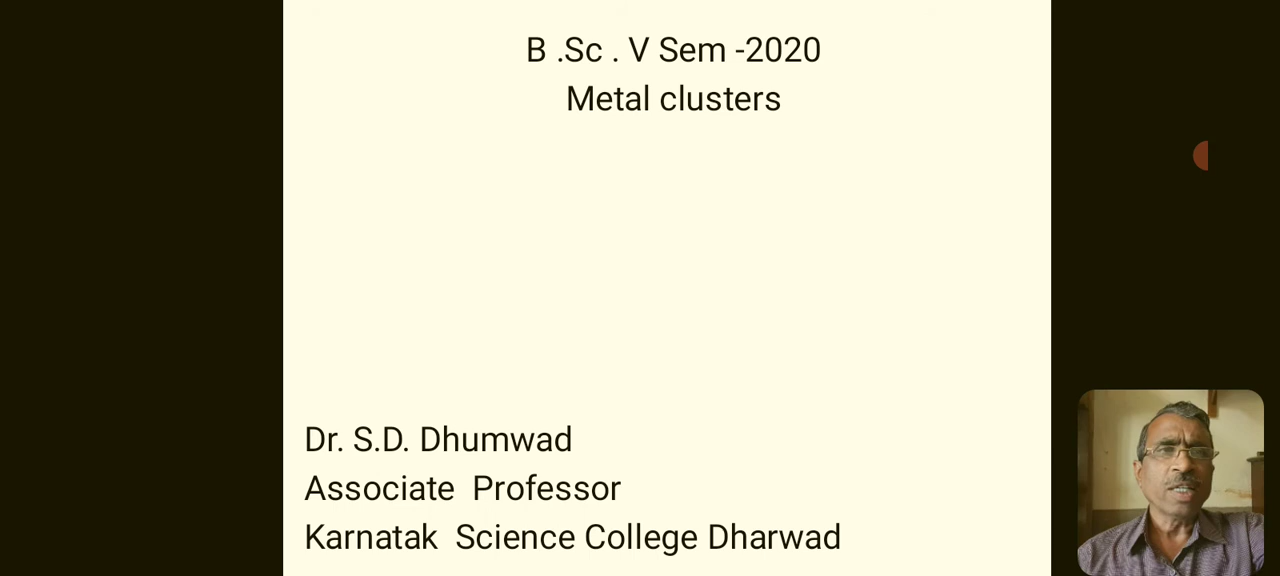 B .Sc . V Sem -2020
Metal clusters
Dr. S.D. Dhumwad
Associate  Professor
Karnatak  Science College Dharwad